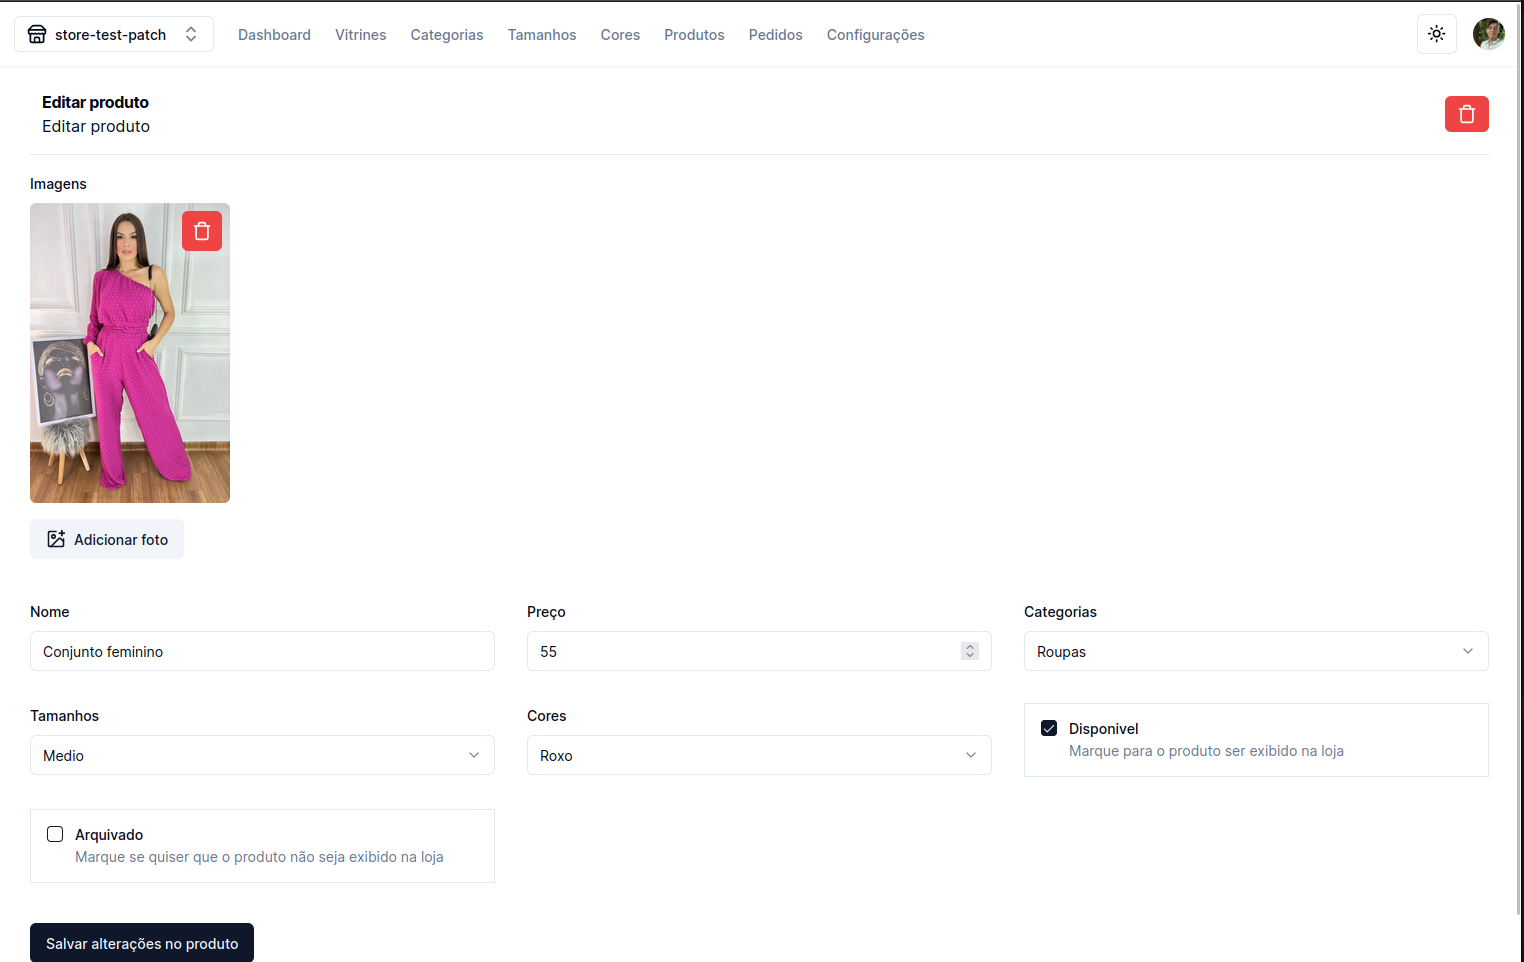 store-test-patch
Dashboard
Vitrines
Categorias
Tamanhos
Cores
Produtos
Pedidos
Configurações
Editar produto
Editar produto
Imagens
Adicionar foto
Nome
Preço
Categorias
Conjunto feminino
55
Roupas
Tamanhos
Cores
Medio
Roxo
Disponivel
Marque para o produto ser exibido na loja
Arquivado
Marque se quiser que o produto não seja exibido na loja
Salvar alterações no produto